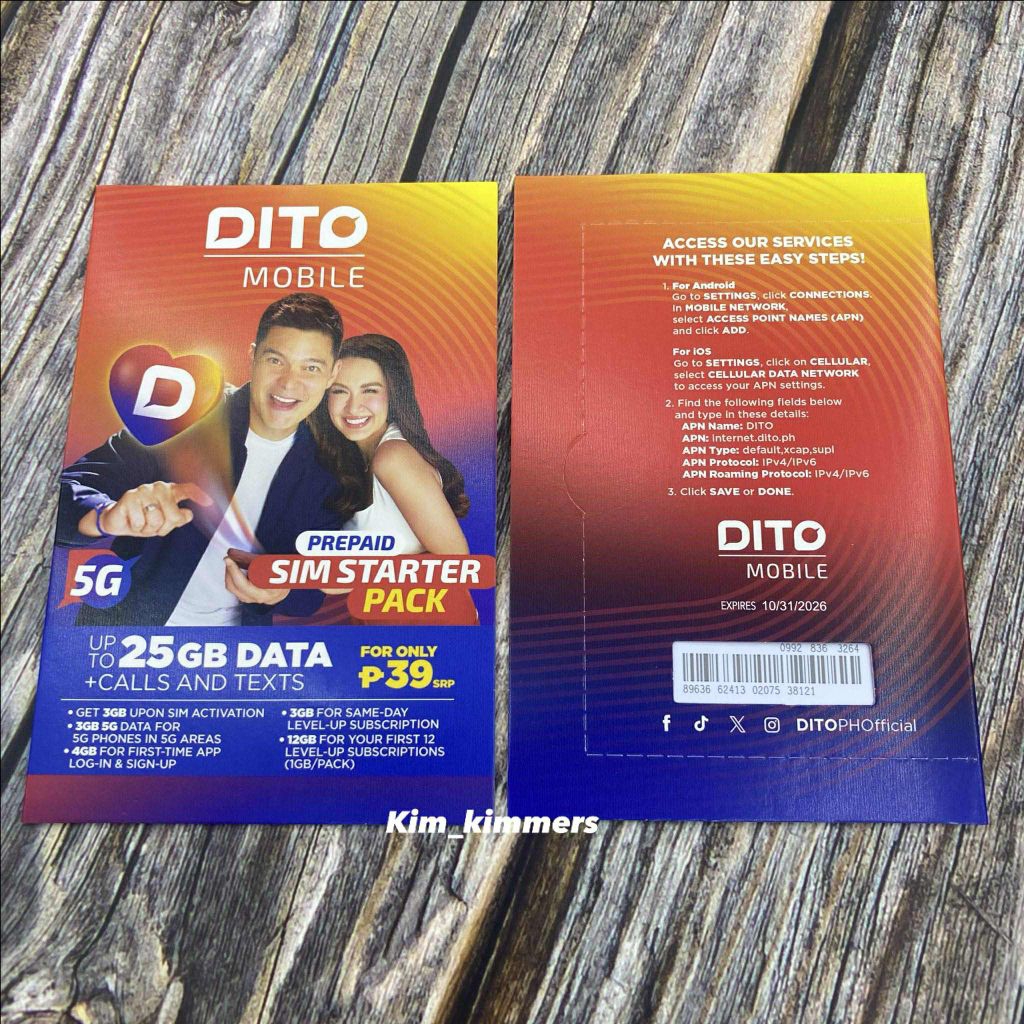 DITO
MOBILE
D
5G
PREPAID
SIM STARTER
PACK
UP TO 25GB DATA
+CALLS AND TEXTS
FOR ONLY
₱39 SRP
• GET 3GB UPON SIM ACTIVATION
• 3GB 5G DATA FOR
5G PHONES IN 5G AREAS
• 4GB FOR FIRST-TIME APP
LOG-IN & SIGN-UP
• 3GB FOR SAME-DAY
LEVEL-UP SUBSCRIPTION
• 12GB FOR YOUR FIRST 12
LEVEL-UP SUBSCRIPTIONS
(1GB/PACK)
ACCESS OUR SERVICES
WITH THESE EASY STEPS!
1. For Android
Go to SETTINGS, click CONNECTIONS.
In MOBILE NETWORK,
select ACCESS POINT NAMES (APN)
and click ADD.
For iOS
Go to SETTINGS, click on CELLULAR,
select CELLULAR DATA NETWORK
to access your APN settings.
2. Find the following fields below
and type in these details:
APN Name: DITO
APN: internet.dito.ph
APN Type: default,xcap,supl
APN Protocol: IPv4/IPv6
APN Roaming Protocol: IPv4/IPv6
3. Click SAVE or DONE.
DITO
MOBILE
EXPIRES 10/31/2026
0992 836 3264
89636 62413 02075 38121
DITOPHOfficial
Kim_kimmers